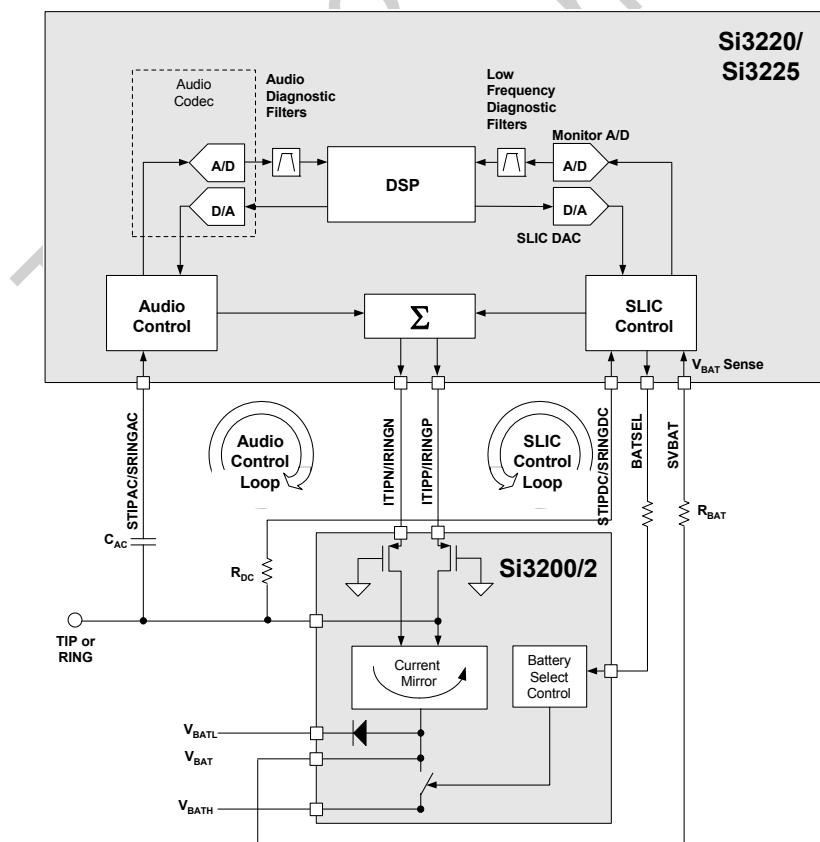 Si3220/
Si3225
Audio
Codec
Audio
Diagnostic
Filters
Low
Frequency
Diagnostic
Filters
Monitor A/D
A/D
DSP
A/D
D/A
D/A
SLIC DAC
Audio
Control
Σ
SLIC
Control
VBAT Sense
STIPAC/SRINGAC
Audio
Control
Loop
ITIPN/IRINGN
ITIPP/IRINGP
SLIC
Control
Loop
STIPDC/SRINGDC
BATSEL
SVBAT
RBAT
CAC
RDC
Si3200/2
TIP or
RING
Current
Mirror
Battery
Select
Control
VBATL
VBAT
VBATH